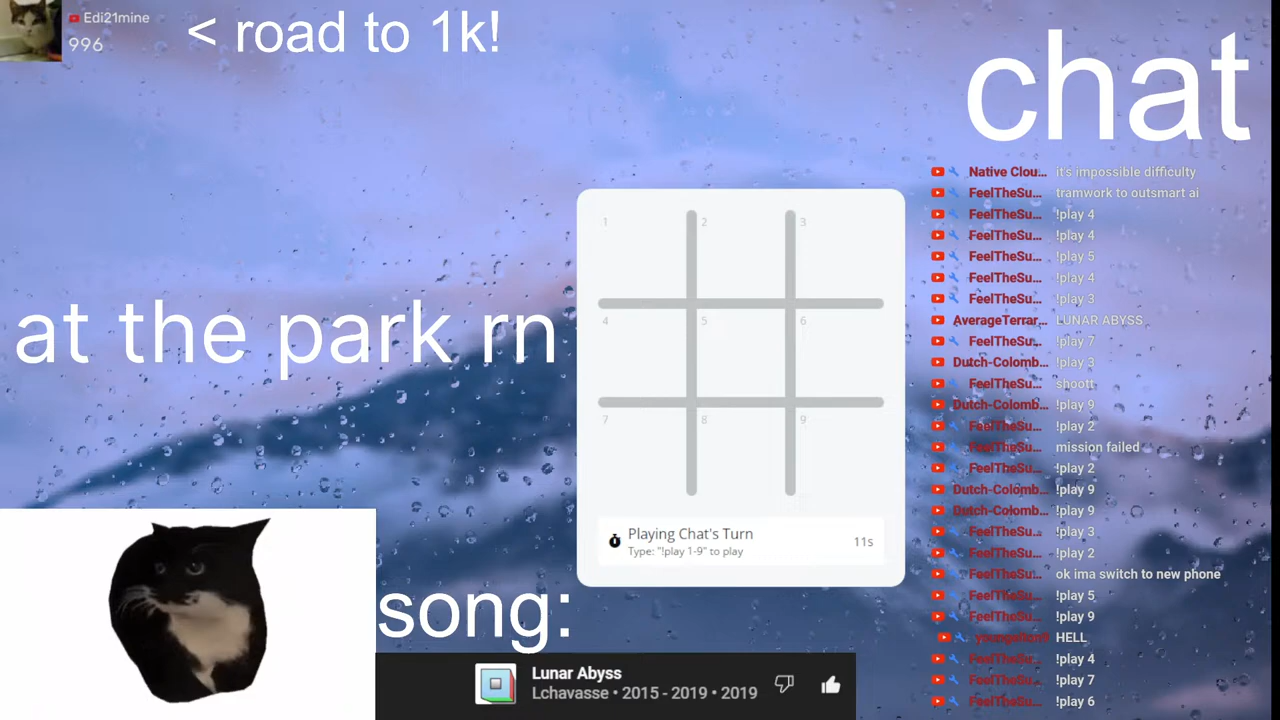 Edi21mine
996
< road to 1k!
chat
Native Clou... it's impossible difficulty
FeelTheSu... tramwork to outsmart ai
FeelTheSu... !play 4
FeelTheSu... !play 4
FeelTheSu... !play 5
FeelTheSu... !play 4
FeelTheSu... !play 3
AverageTerrar... LUNAR ABYSS
FeelTheSu... !play 7
Dutch-Colomb... !play 3
FeelTheSu... shoott
Dutch-Colomb... !play 9
FeelTheSu... !play 2
FeelTheSu... mission failed
FeelTheSu... !play 2
Dutch-Colomb... !play 9
Dutch-Colomb... !play 9
FeelTheSu... !play 3
FeelTheSu... !play 2
FeelTheSu... ok ima switch to new phone
FeelTheSu... !play 5
FeelTheSu... !play 9
HELL
FeelTheSu... !play 4
FeelTheSu... !play 7
FeelTheSu... !play 6
at the park rn
1 2 3
4 5 6
7 8 9
Playing Chat's Turn 11s
Type: "!play 1-9" to play
song:
Lunar Abyss
Lchavasse • 2015 - 2019 • 2019